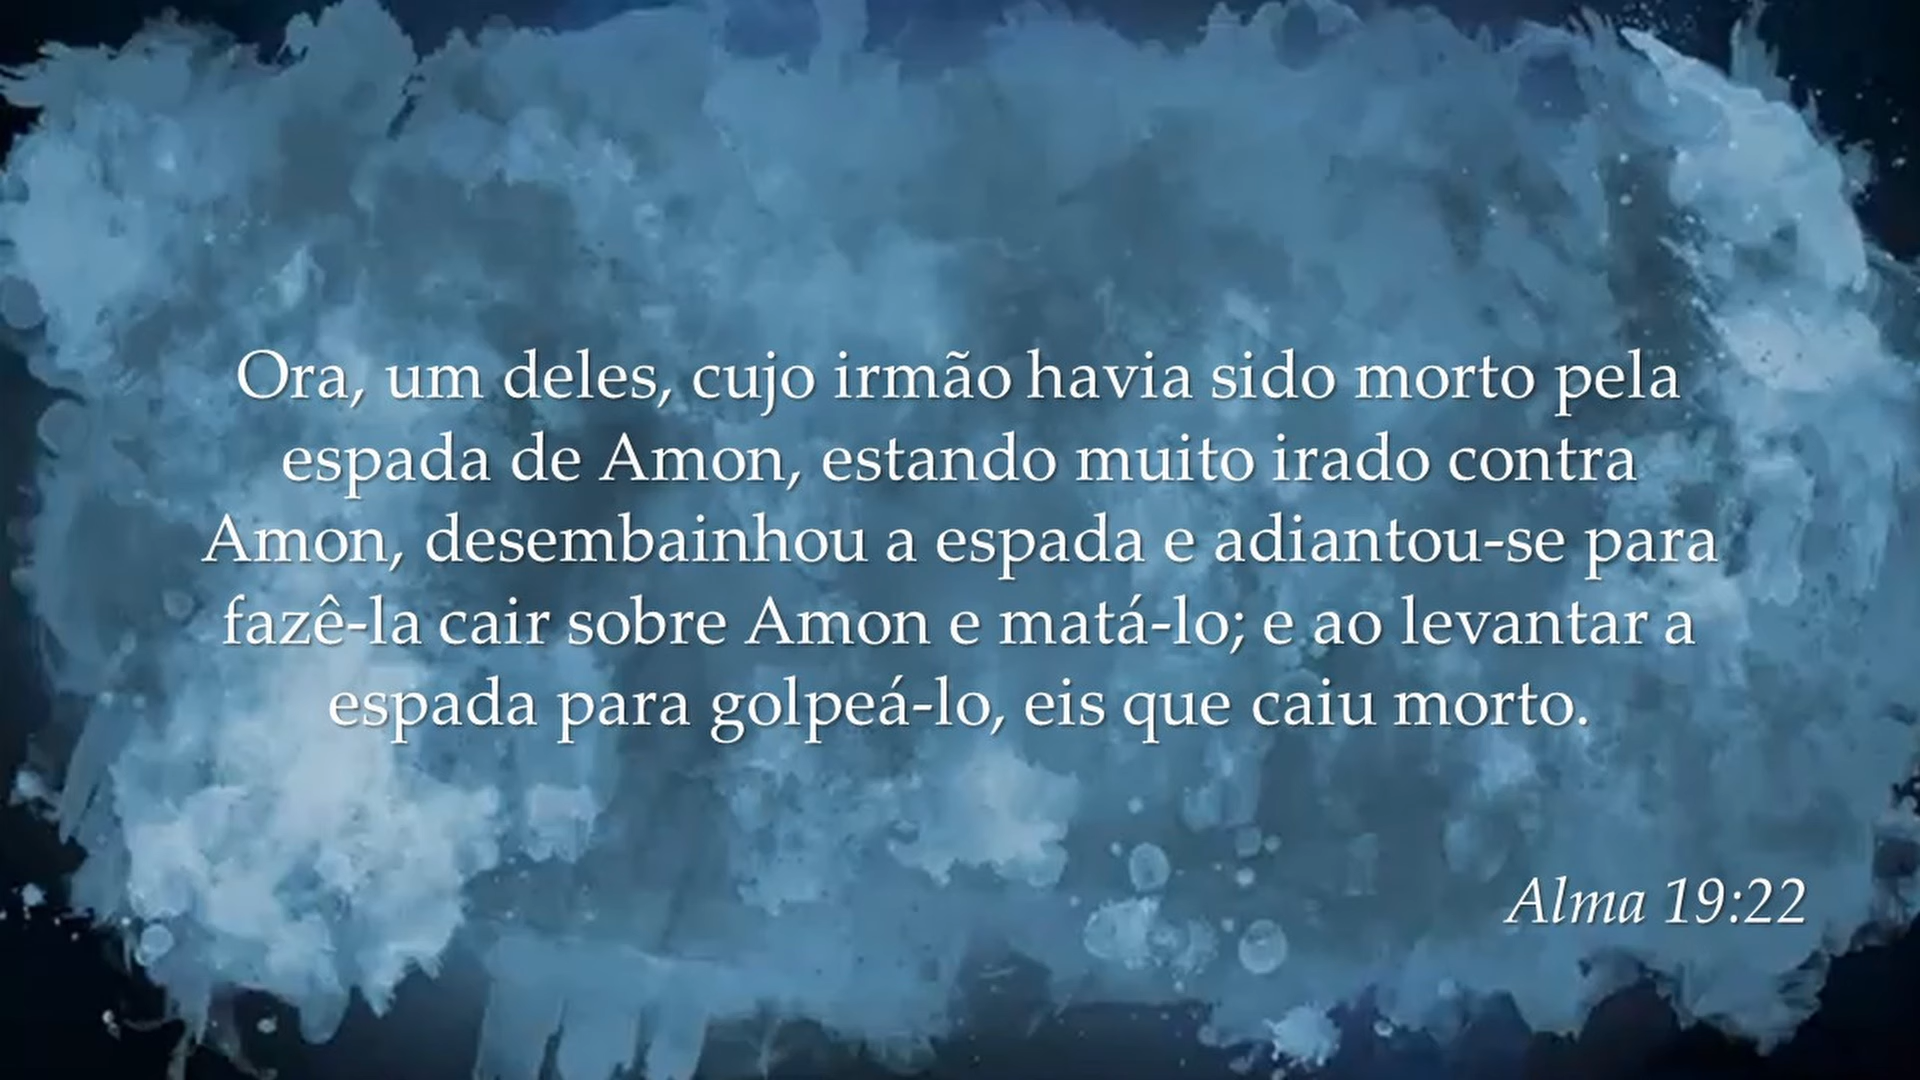 Ora, um deles, cujo irmão havia sido morto pela
espada de Amon, estando muito irado contra
Amon, desembainhou a espada e adiantou-se para
fazê-la cair sobre Amon e matá-lo; e ao levantar a
espada para golpeá-lo, eis que caiu morto.
Alma 19:22